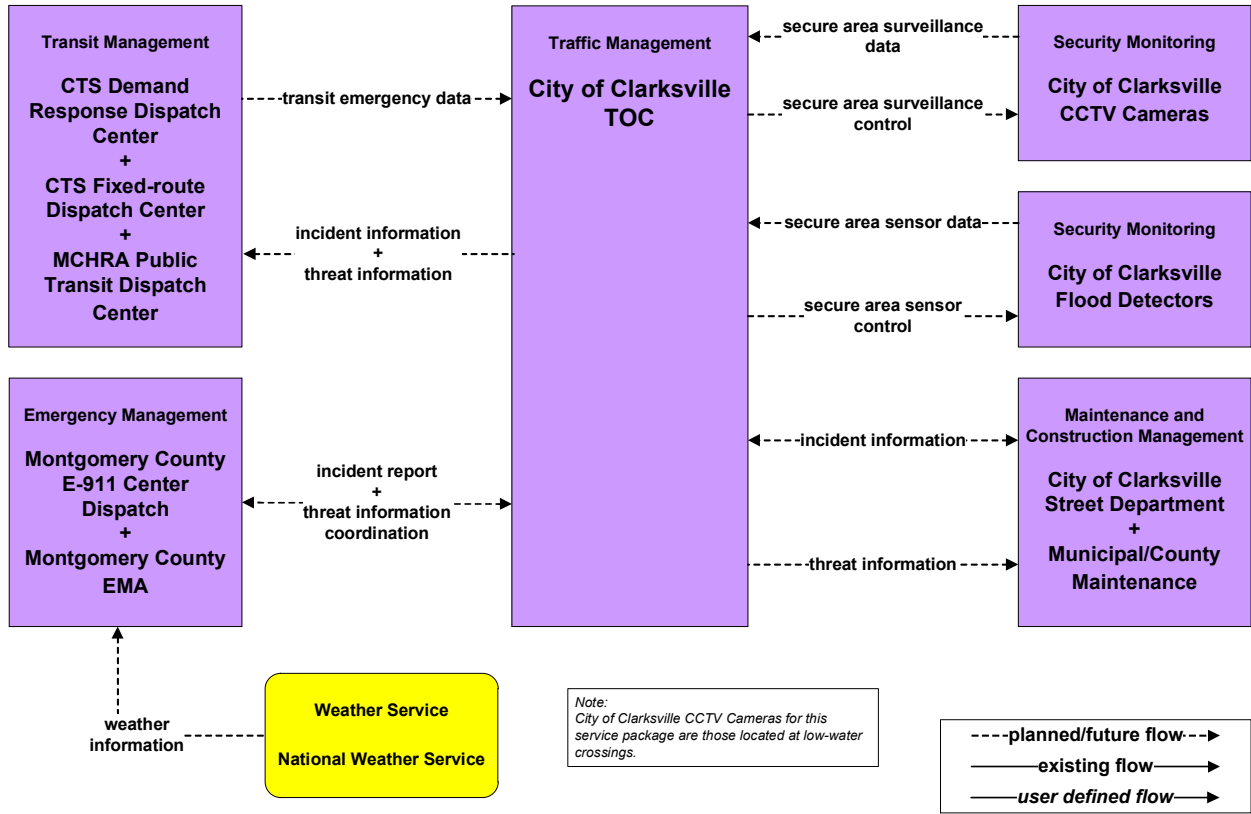 Transit Management
CTS Demand
Response Dispatch
Center
+
CTS Fixed-route
Dispatch Center
+
MCHRA Public
Transit Dispatch
Center
transit emergency data
incident information
+
threat information
Emergency Management
Montgomery County
E-911 Center
Dispatch
+
Montgomery County
EMA
incident report
+
threat information
coordination
weather
information
Weather Service
National Weather Service
Traffic Management
City of Clarksville
TOC
secure area surveillance
data
secure area surveillance
control
Security Monitoring
City of Clarksville
CCTV Cameras
secure area sensor data
secure area sensor
control
Security Monitoring
City of Clarksville
Flood Detectors
incident information
threat information
Maintenance and
Construction Management
City of Clarksville
Street Department
+
Municipal/County
Maintenance
Note:
City of Clarksville CCTV Cameras for this
service package are those located at low-water
crossings.
planned/future flow
existing flow
user defined flow